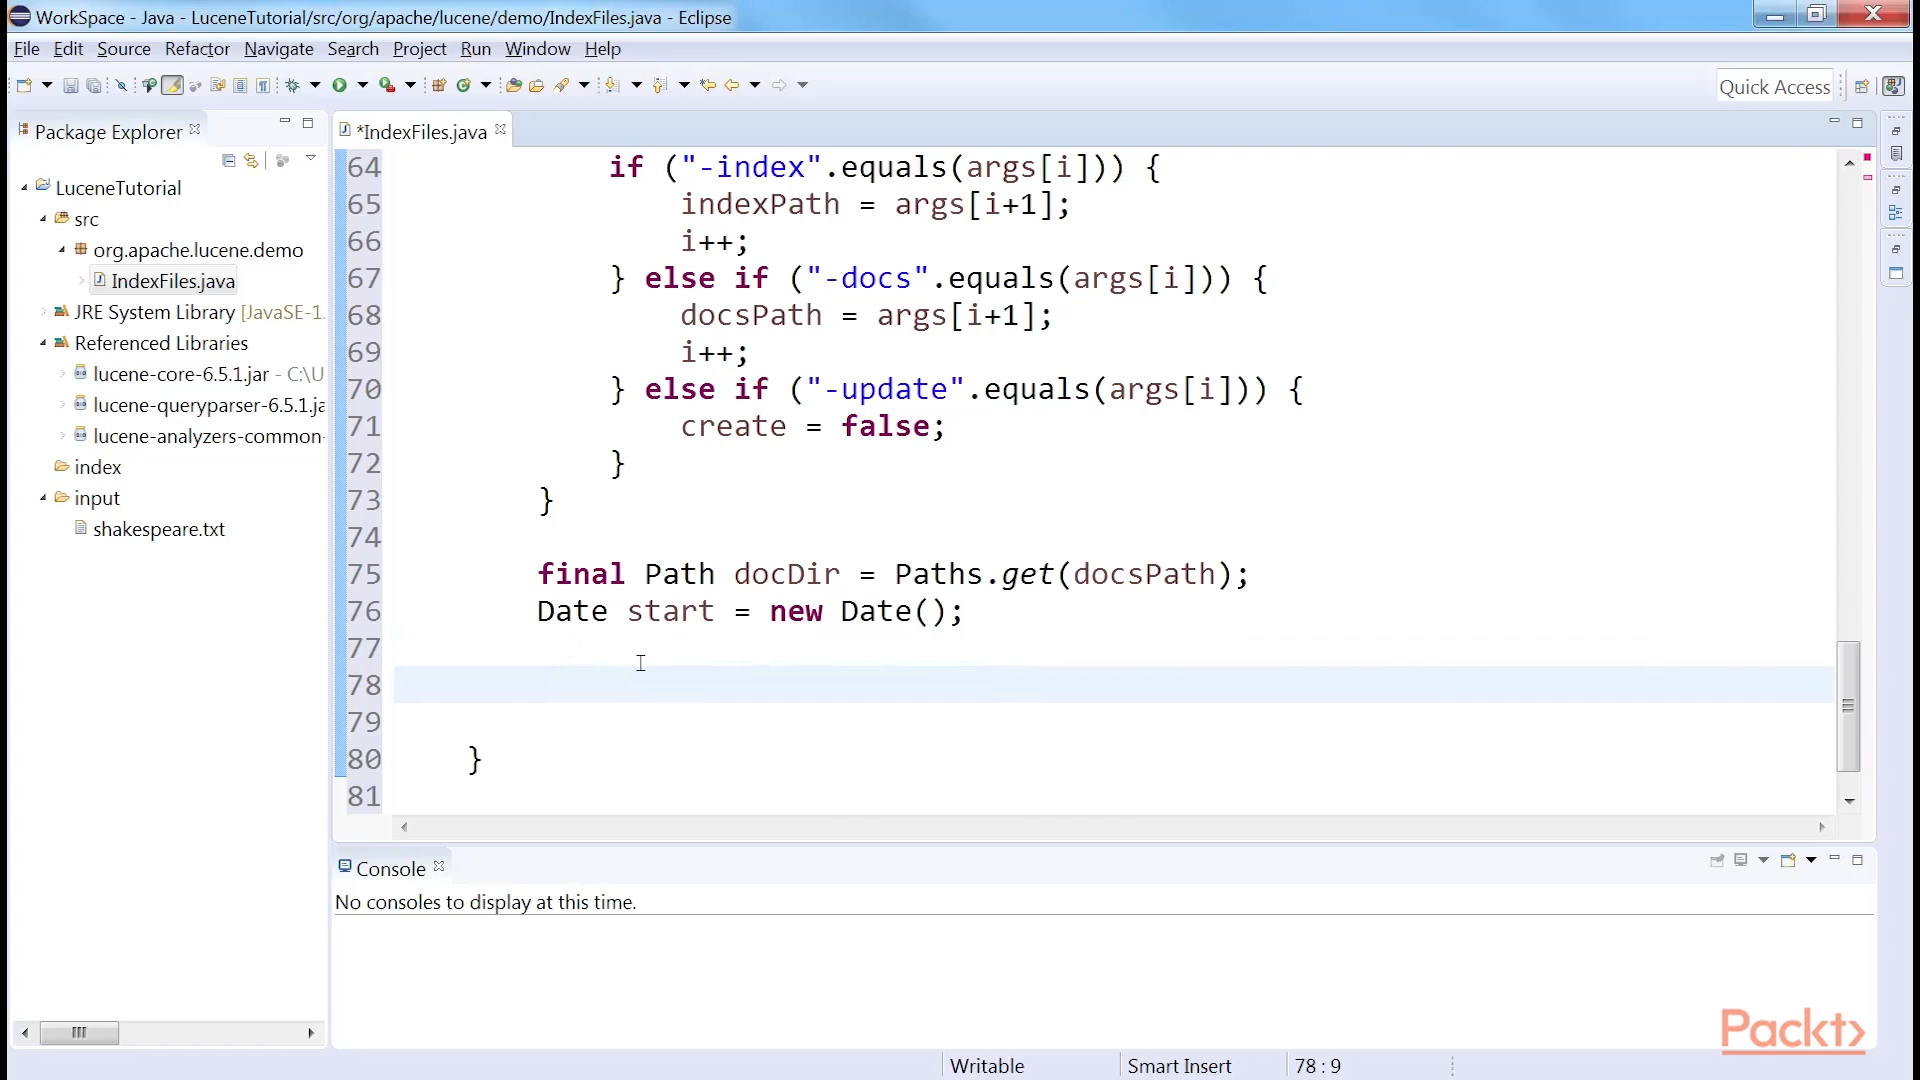 WorkSpace - Java - LuceneTutorial/src/org/apache/lucene/demo/IndexFiles.java - Eclipse
File Edit Source Refactor Navigate Search Project Run Window Help
Quick Access
Package Explorer
*IndexFiles.java
LuceneTutorial
src
org.apache.lucene.demo
IndexFiles.java
JRE System Library [JavaSE-1.
Referenced Libraries
lucene-core-6.5.1.jar - C:\U
lucene-queryparser-6.5.1.ja
lucene-analyzers-common-
index
input
shakespeare.txt
64 if ("-index".equals(args[i])) {
65 indexPath = args[i+1];
66 i++;
67 } else if ("-docs".equals(args[i])) {
68 docsPath = args[i+1];
69 i++;
70 } else if ("-update".equals(args[i])) {
71 create = false;
72 }
73 }
74
75 final Path docDir = Paths.get(docsPath);
76 Date start = new Date();
77
78
79
80 }
81
Console
No consoles to display at this time.
Packt>
Writable Smart Insert 78 : 9